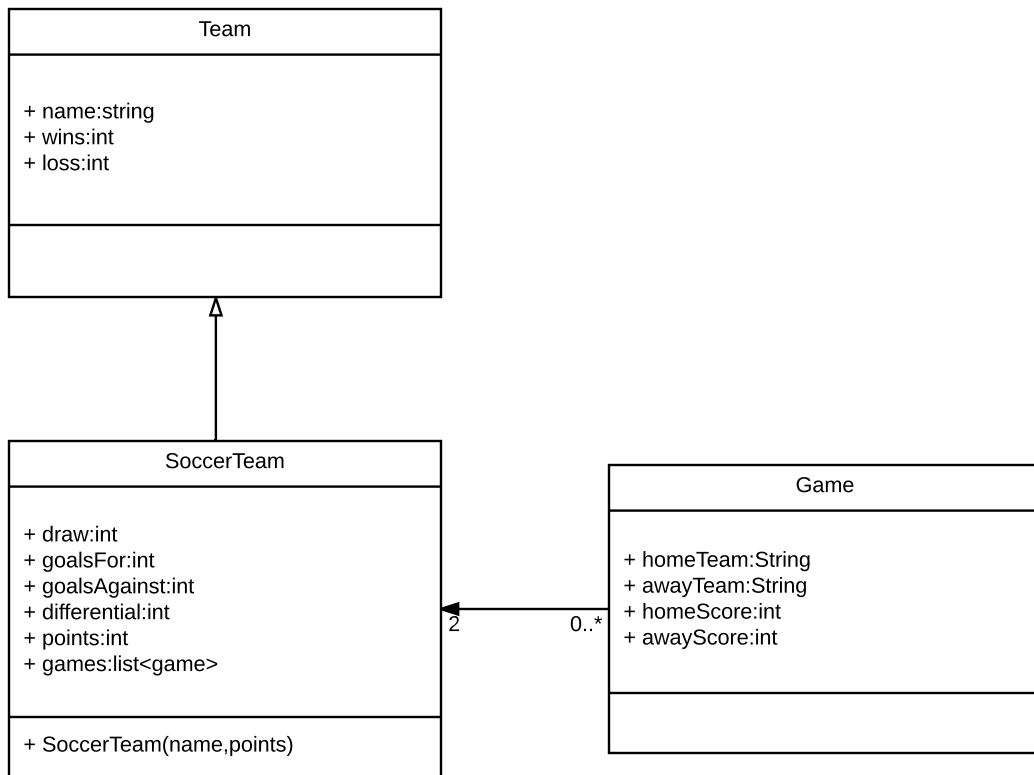 Team
+ name:string
+ wins:int
+ loss:int
SoccerTeam
+ draw:int
+ goalsFor:int
+ goalsAgainst:int
+ differential:int
+ points:int
+ games:list<game>
+ SoccerTeam(name,points)
2
0..*
Game
+ homeTeam:String
+ awayTeam:String
+ homeScore:int
+ awayScore:int